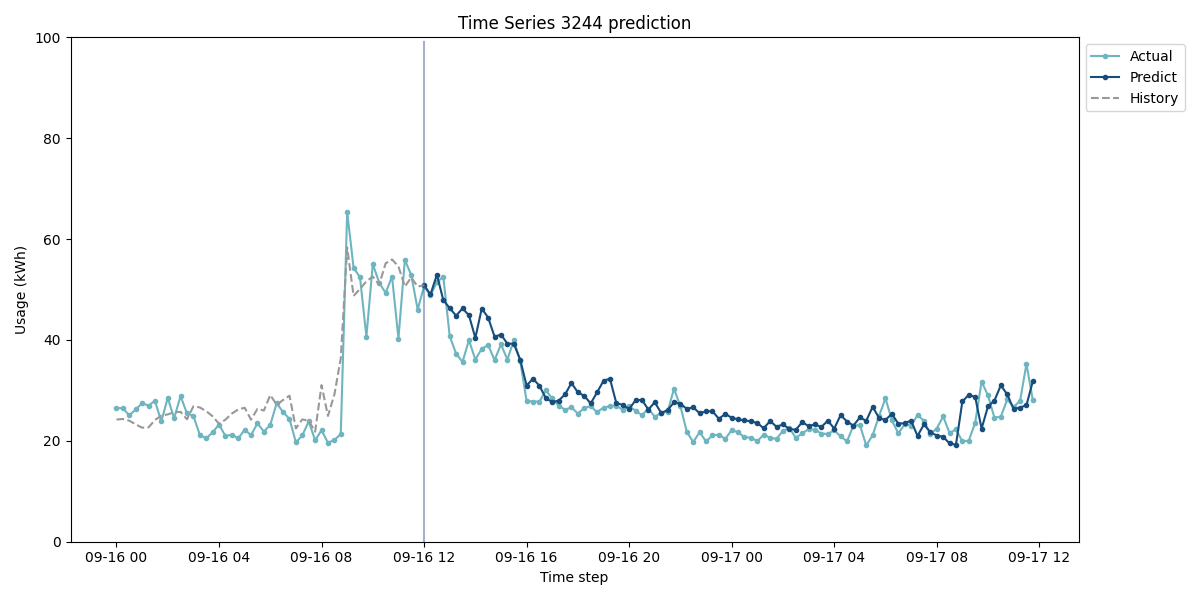 Time Series 3244 prediction
100
80
60
40
20
0
Usage (kWh)
09-16 00
09-16 04
09-16 08
09-16 12
09-16 16
09-16 20
09-17 00
09-17 04
09-17 08
09-17 12
Time step
Actual
Predict
History